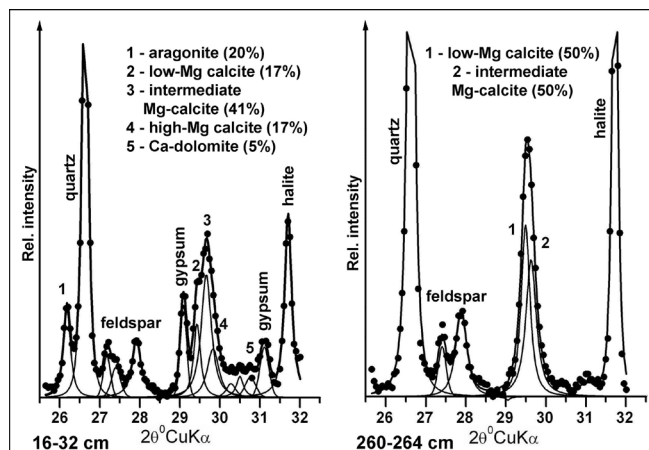 1 - aragonite (20%)
2 - low-Mg calcite (17%)
3 - intermediate
Mg-calcite (41%)
4 - high-Mg calcite (17%)
5 - Ca-dolomite (5%)
Rel. intensity
1
quartz
feldspar
gypsum
2
3
4
5
gypsum
halite
26 27 28 29 30 31 32
16-32 cm
2θ⁰CuKα
1 - low-Mg calcite (50%)
2 - intermediate
Mg-calcite (50%)
Rel. intensity
quartz
feldspar
1
2
halite
26 27 28 29 30 31 32
2θ⁰CuKα
260-264 cm